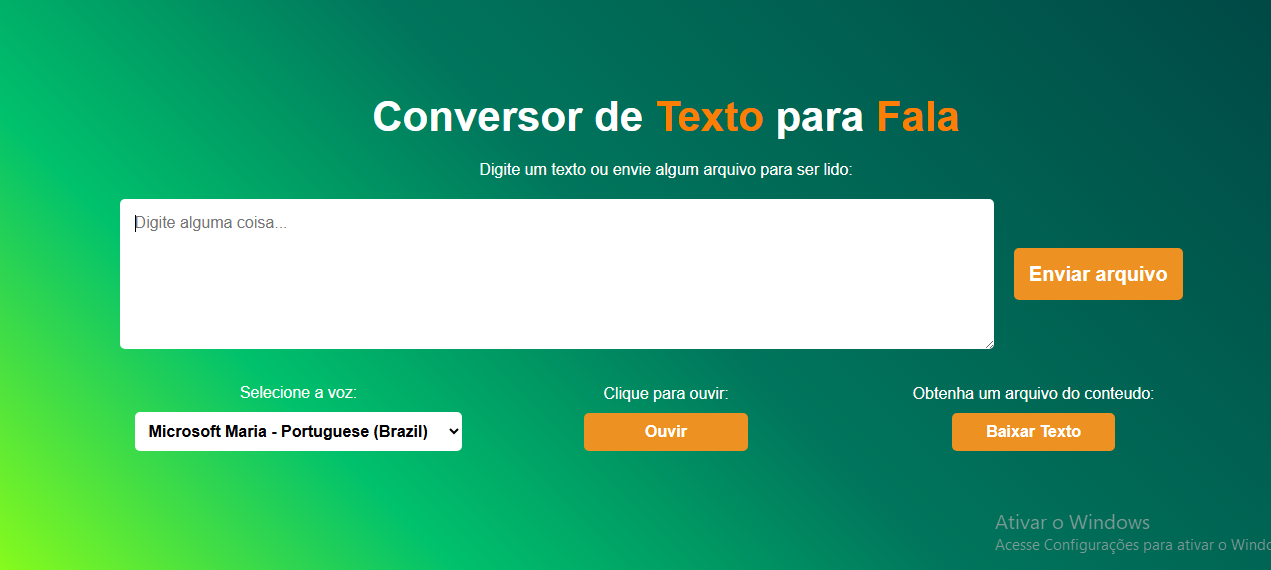 Conversor de Texto para Fala
Digite um texto ou envie algum arquivo para ser lido:
Digite alguma coisa...
Enviar arquivo
Selecione a voz:
Clique para ouvir:
Obtenha um arquivo do conteudo:
Microsoft Maria - Portuguese (Brazil)
Ouvir
Baixar Texto
Ativar o Windows
Acesse Configurações para ativar o Windo